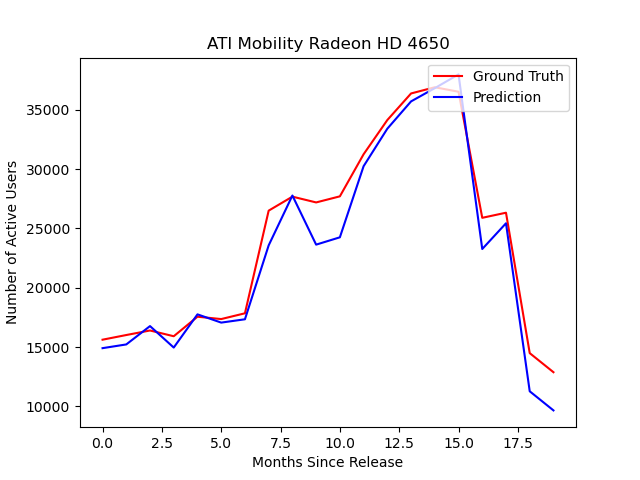 ATI Mobility Radeon HD 4650
Ground Truth
Prediction
Number of Active Users
35000
30000
25000
20000
15000
10000
0.0 2.5 5.0 7.5 10.0 12.5 15.0 17.5
Months Since Release